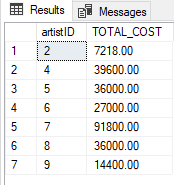 Results Messages
artistID TOTAL_COST
1 2 7218.00
2 4 39600.00
3 5 36000.00
4 6 27000.00
5 7 91800.00
6 8 36000.00
7 9 14400.00